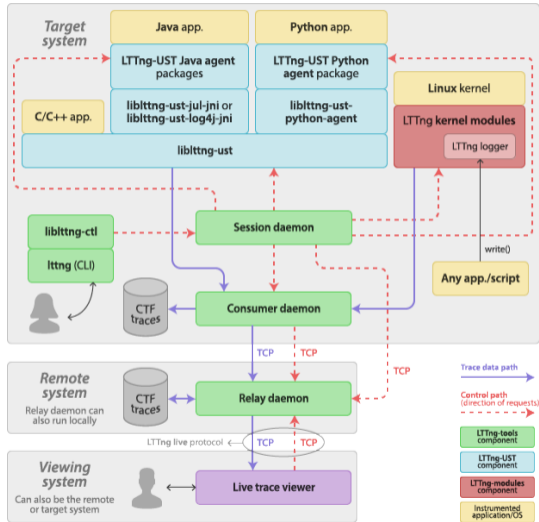 Target
system
Java app.
Python app.
LTTng-UST Java agent
packages
LTTng-UST Python
agent package
Linux kernel
C/C++ app.
liblttng-ust-jul-jni or
liblttng-ust-log4j-jni
liblttng-ust-
python-agent
LTTng kernel modules
LTTng logger
liblttng-ust
liblttng-ctl
Session daemon
write()
lttng (CLI)
Any app./script
CTF
traces
Consumer daemon
TCP
TCP
TCP
Trace data path
Remote
system
Relay daemon can
also run locally
CTF
traces
Relay daemon
Control path
(direction of requests)
LTTng live protocol
TCP
TCP
LTTng-tools
component
LTTng-UST
component
Viewing
system
Can also be the remote
or target system
Live trace viewer
LTTng-modules
component
Instrumented
application/OS